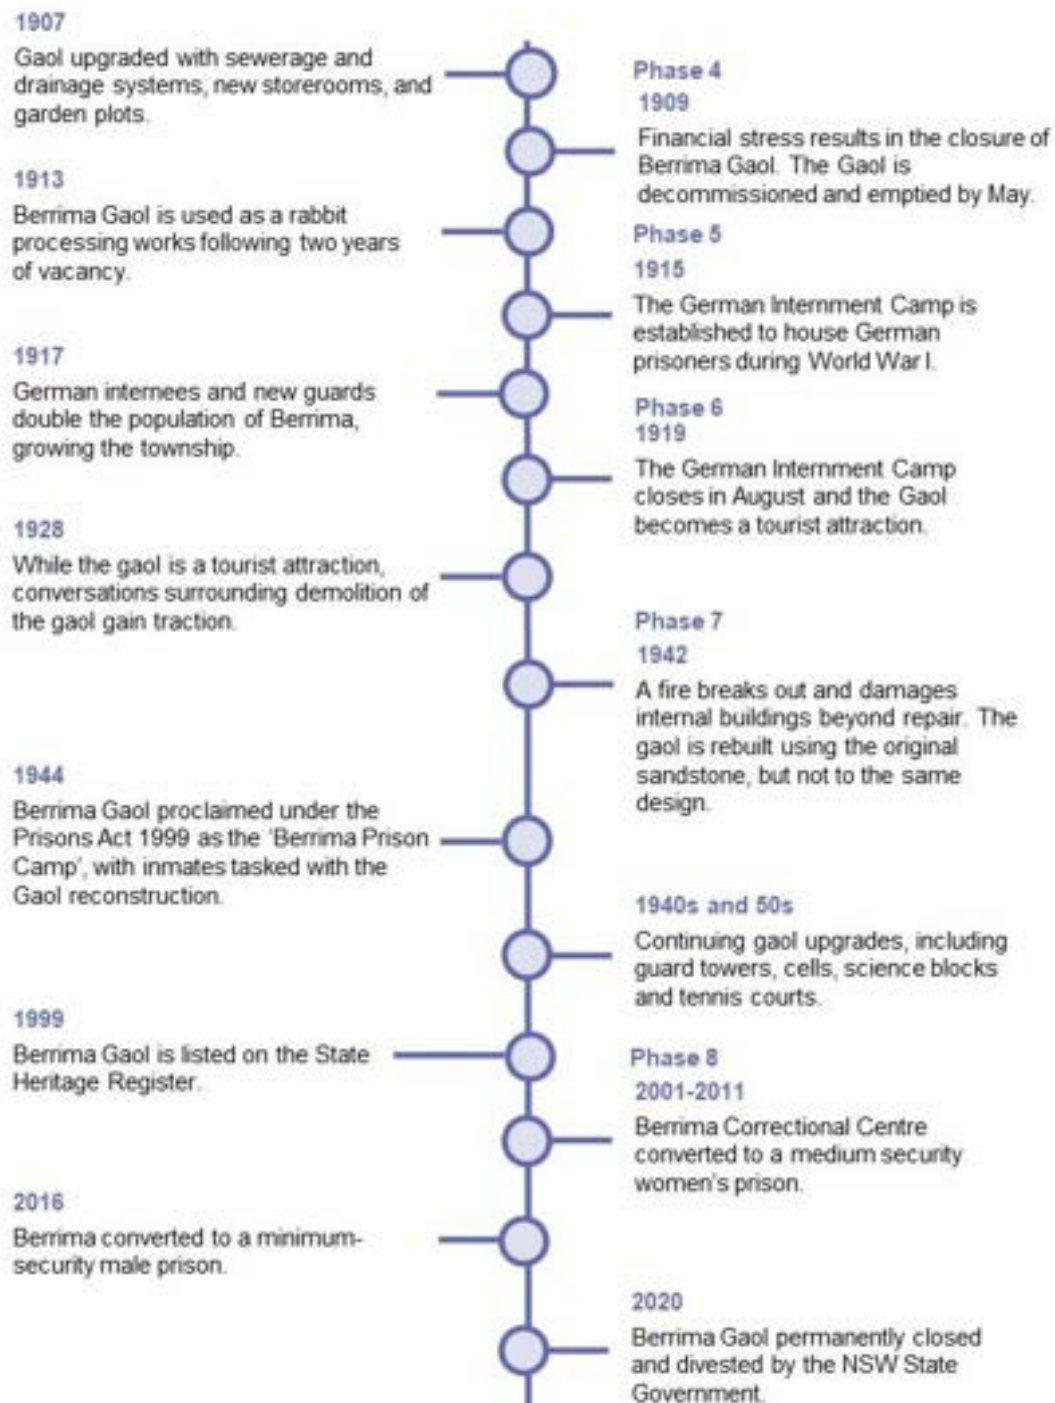 1907
Gaol upgraded with sewerage and
drainage systems, new storerooms, and
garden plots.
Phase 4
1909
Financial stress results in the closure of
Berrima Gaol. The Gaol is
decommissioned and emptied by May.
1913
Berrima Gaol is used as a rabbit
processing works following two years
of vacancy.
Phase 5
1915
The German Internment Camp is
established to house German
prisoners during World War I.
1917
German internees and new guards
double the population of Berrima,
growing the township.
Phase 6
1919
The German Internment Camp
closes in August and the Gaol
becomes a tourist attraction.
1928
While the gaol is a tourist attraction,
conversations surrounding demolition of
the gaol gain traction.
Phase 7
1942
A fire breaks out and damages
internal buildings beyond repair. The
gaol is rebuilt using the original
sandstone, but not to the same
design.
1944
Berrima Gaol proclaimed under the
Prisons Act 1999 as the 'Berrima Prison
Camp', with inmates tasked with the
Gaol reconstruction.
1940s and 50s
Continuing gaol upgrades, including
guard towers, cells, science blocks
and tennis courts.
1999
Berrima Gaol is listed on the State
Heritage Register.
Phase 8
2001-2011
Berrima Correctional Centre
converted to a medium security
women's prison.
2016
Berrima converted to a minimum-
security male prison.
2020
Berrima Gaol permanently closed
and divested by the NSW State
Government.